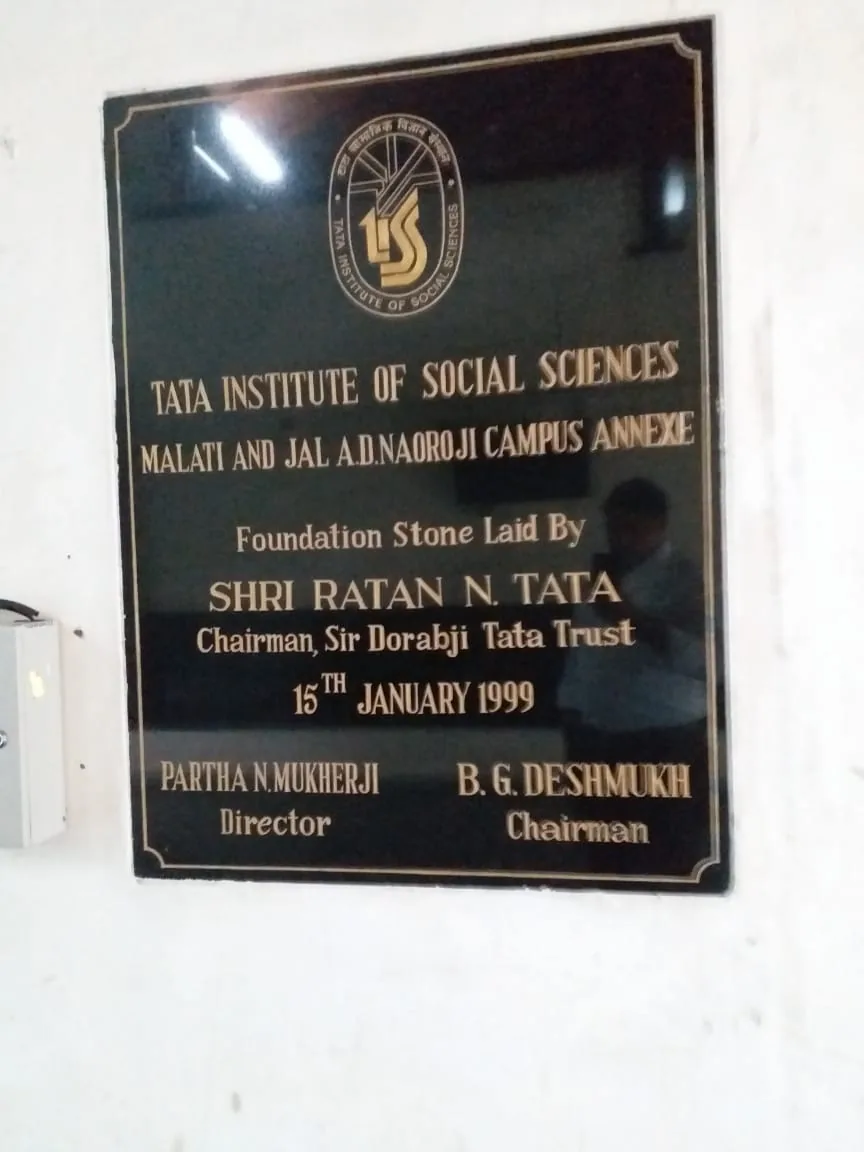 टाटा सामाजिक विज्ञान संस्थान
TISS
TATA INSTITUTE OF SOCIAL SCIENCES
TATA INSTITUTE OF SOCIAL SCIENCES
MALATI AND JAL A.D.NAOROJI CAMPUS ANNEXE
Foundation Stone Laid By
SHRI RATAN N. TATA
Chairman, Sir Dorabji Tata Trust
15TH JANUARY 1999
PARTHA N.MUKHERJI B. G. DESHMUKH
Director Chairman